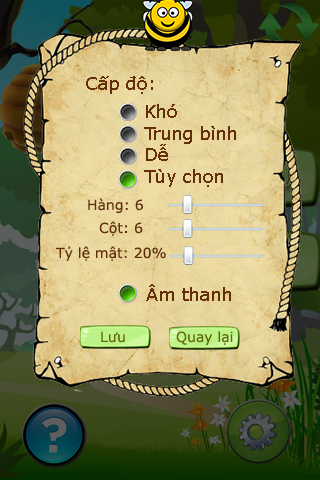 Cấp độ:
Khó
Trung bình
Dễ
Tùy chọn
Hàng: 6
Cột: 6
Tỷ lệ mật: 20%
Âm thanh
Lưu
Quay lại
?